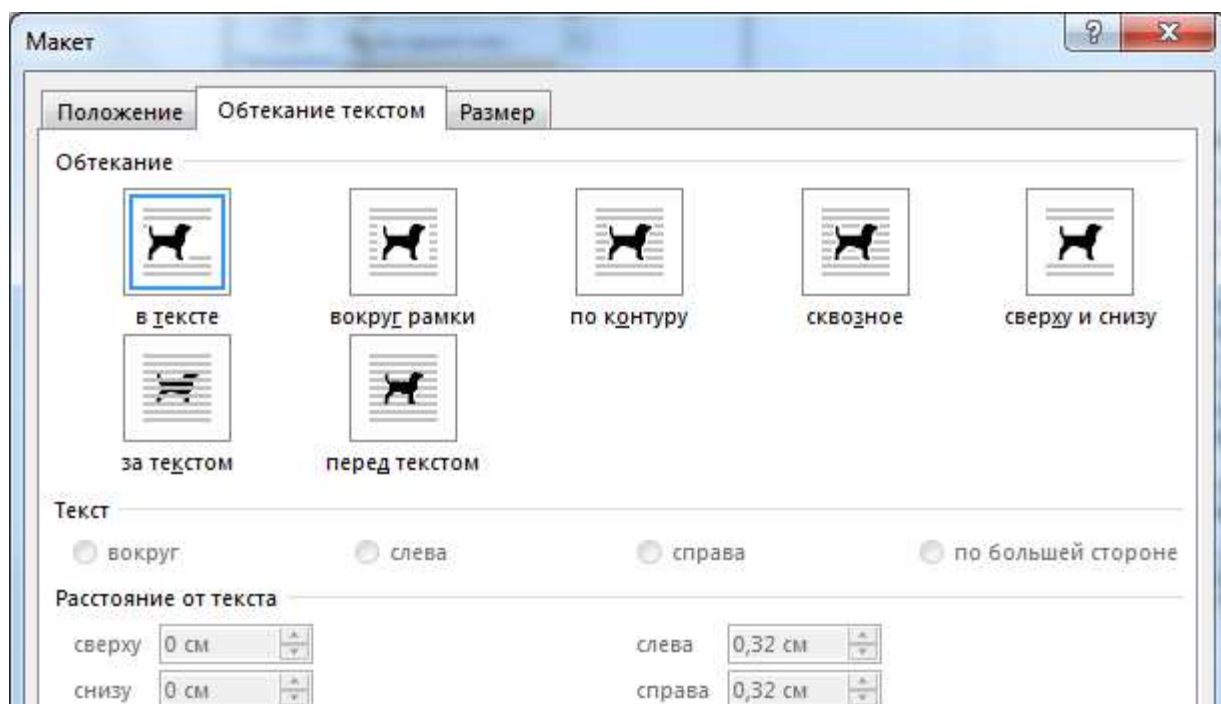 Макет
Положение Обтекание текстом Размер
Обтекание
в тексте вокруг рамки по контуру сквозное сверху и снизу
за текстом перед текстом
Текст
вокруг слева справа по большей стороне
Расстояние от текста
сверху 0 см слева 0,32 см
снизу 0 см справа 0,32 см